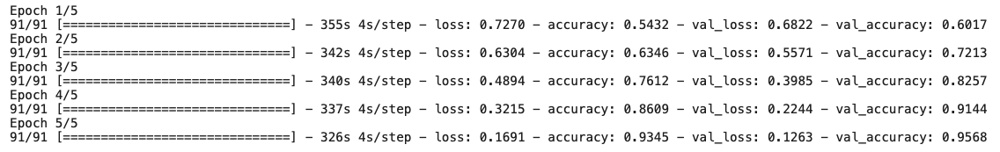 Epoch 1/5
91/91 [==============================] - 355s 4s/step - loss: 0.7270 - accuracy: 0.5432 - val_loss: 0.6822 - val_accuracy: 0.6017
Epoch 2/5
91/91 [==============================] - 342s 4s/step - loss: 0.6304 - accuracy: 0.6346 - val_loss: 0.5571 - val_accuracy: 0.7213
Epoch 3/5
91/91 [==============================] - 340s 4s/step - loss: 0.4894 - accuracy: 0.7612 - val_loss: 0.3985 - val_accuracy: 0.8257
Epoch 4/5
91/91 [==============================] - 337s 4s/step - loss: 0.3215 - accuracy: 0.8609 - val_loss: 0.2244 - val_accuracy: 0.9144
Epoch 5/5
91/91 [==============================] - 326s 4s/step - loss: 0.1691 - accuracy: 0.9345 - val_loss: 0.1263 - val_accuracy: 0.9568